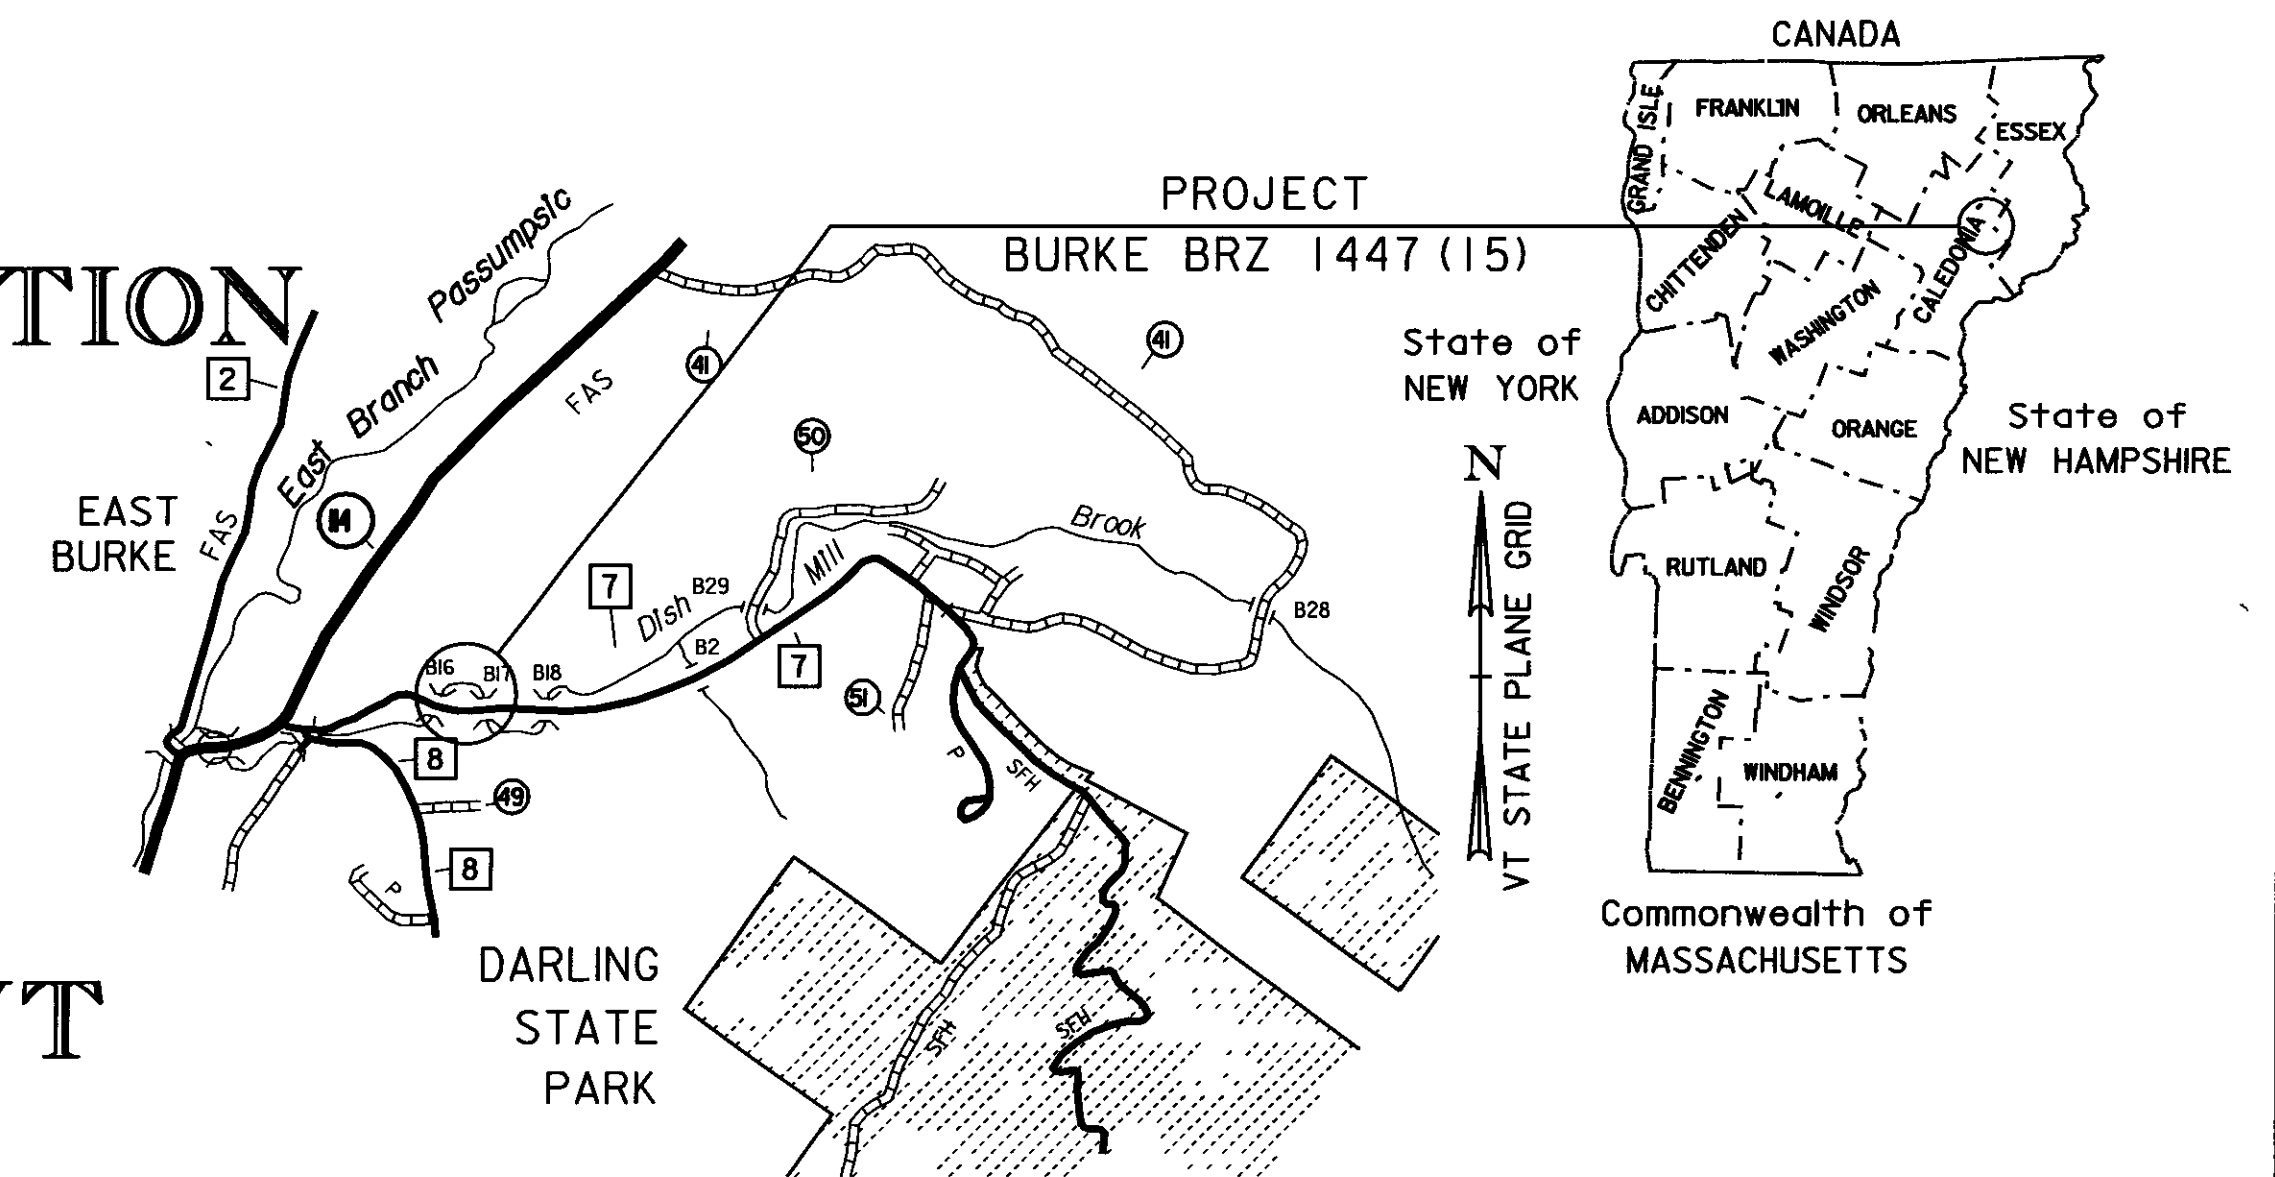 CANADA
GRAND ISLE
FRANKLIN
ORLEANS
ESSEX
LAMOILLE
CHITTENDEN
CALEDONIA
WASHINGTON
ADDISON
ORANGE
RUTLAND
WINDSOR
BENNINGTON
WINDHAM
State of
NEW YORK
State of
NEW HAMPSHIRE
Commonwealth of
MASSACHUSETTS
PROJECT
BURKE BRZ 1447 (15)
TION
2
East Branch Passumpsic
FAS
FAS
EAST
BURKE
114
41
41
50
N
VT STATE PLANE GRID
7
Dish Mill Brook
B29
B28
B2
7
B16
B17
B18
51
8
49
8
P
P
SFH
DARLING
STATE
PARK
SFH
SFH
VT